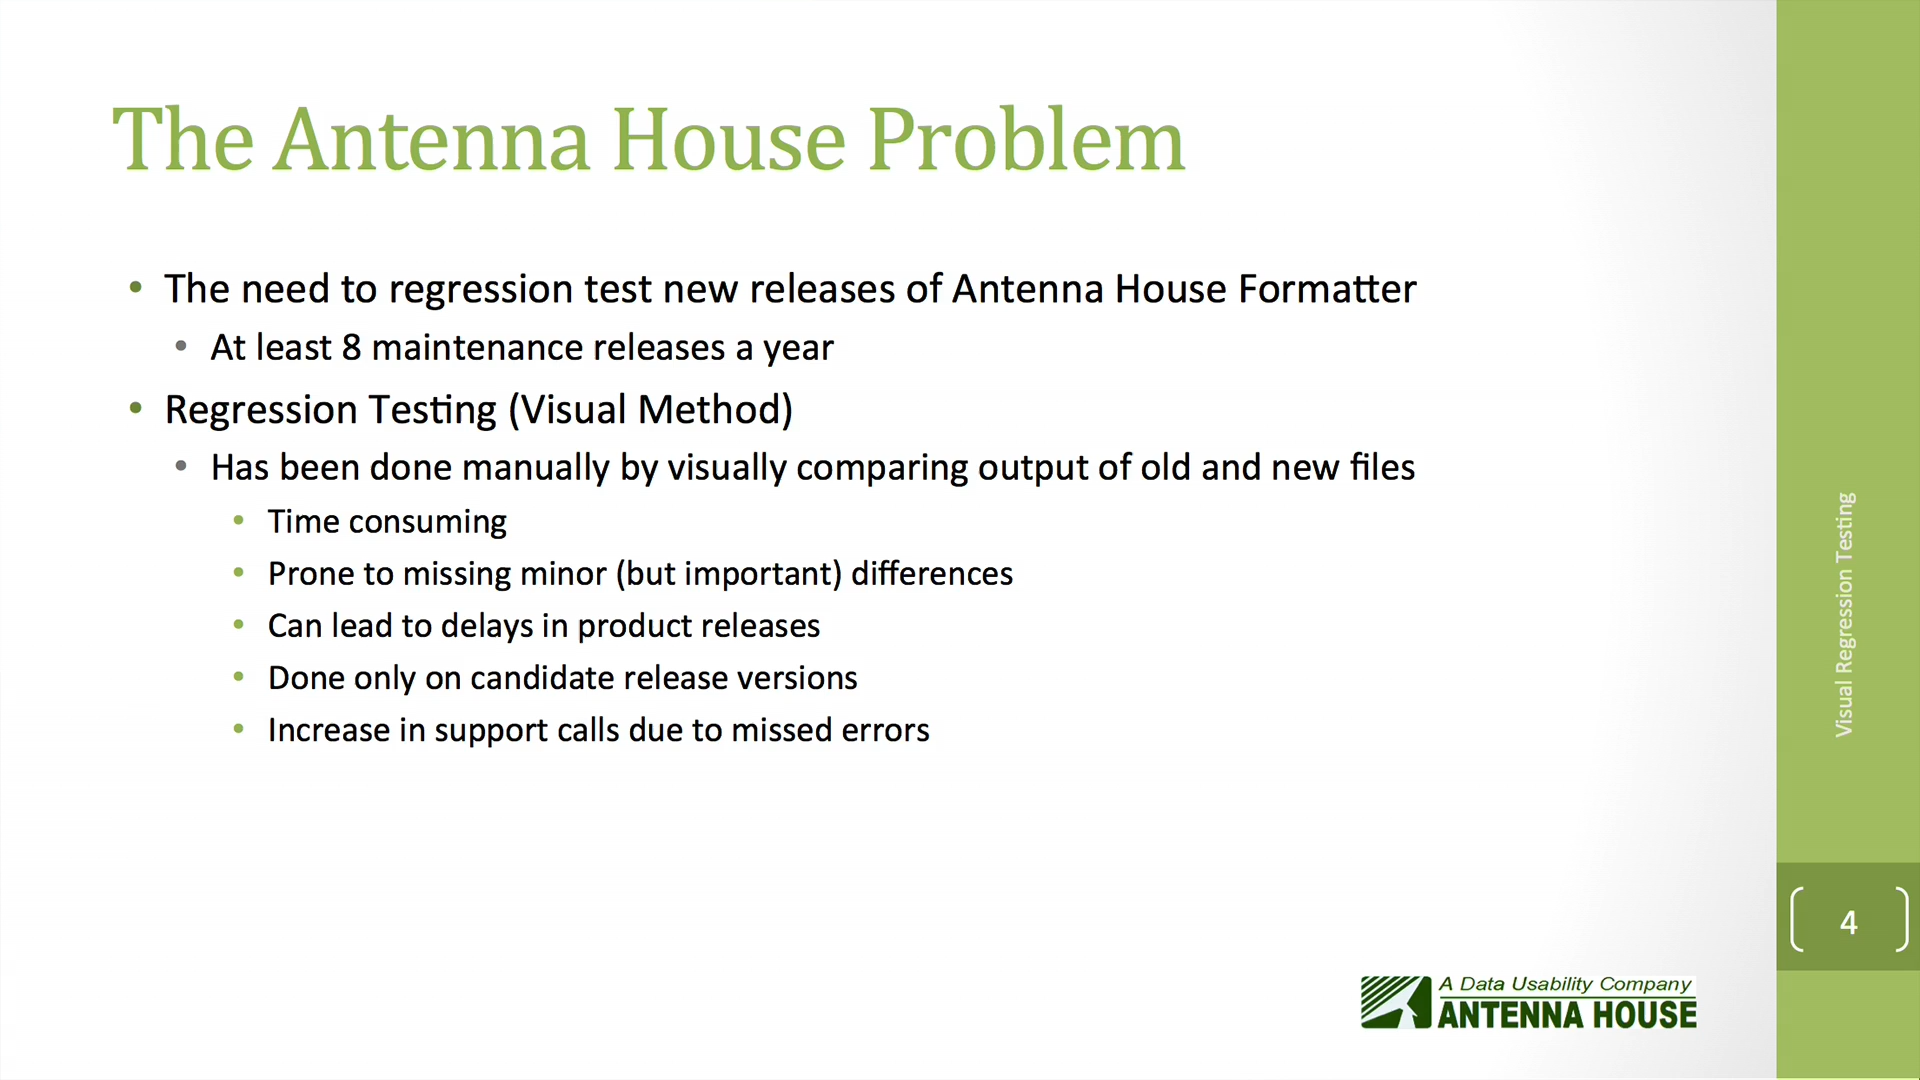 The Antenna House Problem
• The need to regression test new releases of Antenna House Formatter
• At least 8 maintenance releases a year
• Regression Testing (Visual Method)
• Has been done manually by visually comparing output of old and new files
• Time consuming
• Prone to missing minor (but important) differences
• Can lead to delays in product releases
• Done only on candidate release versions
• Increase in support calls due to missed errors
Visual Regression Testing
4
A Data Usability Company
ANTENNA HOUSE